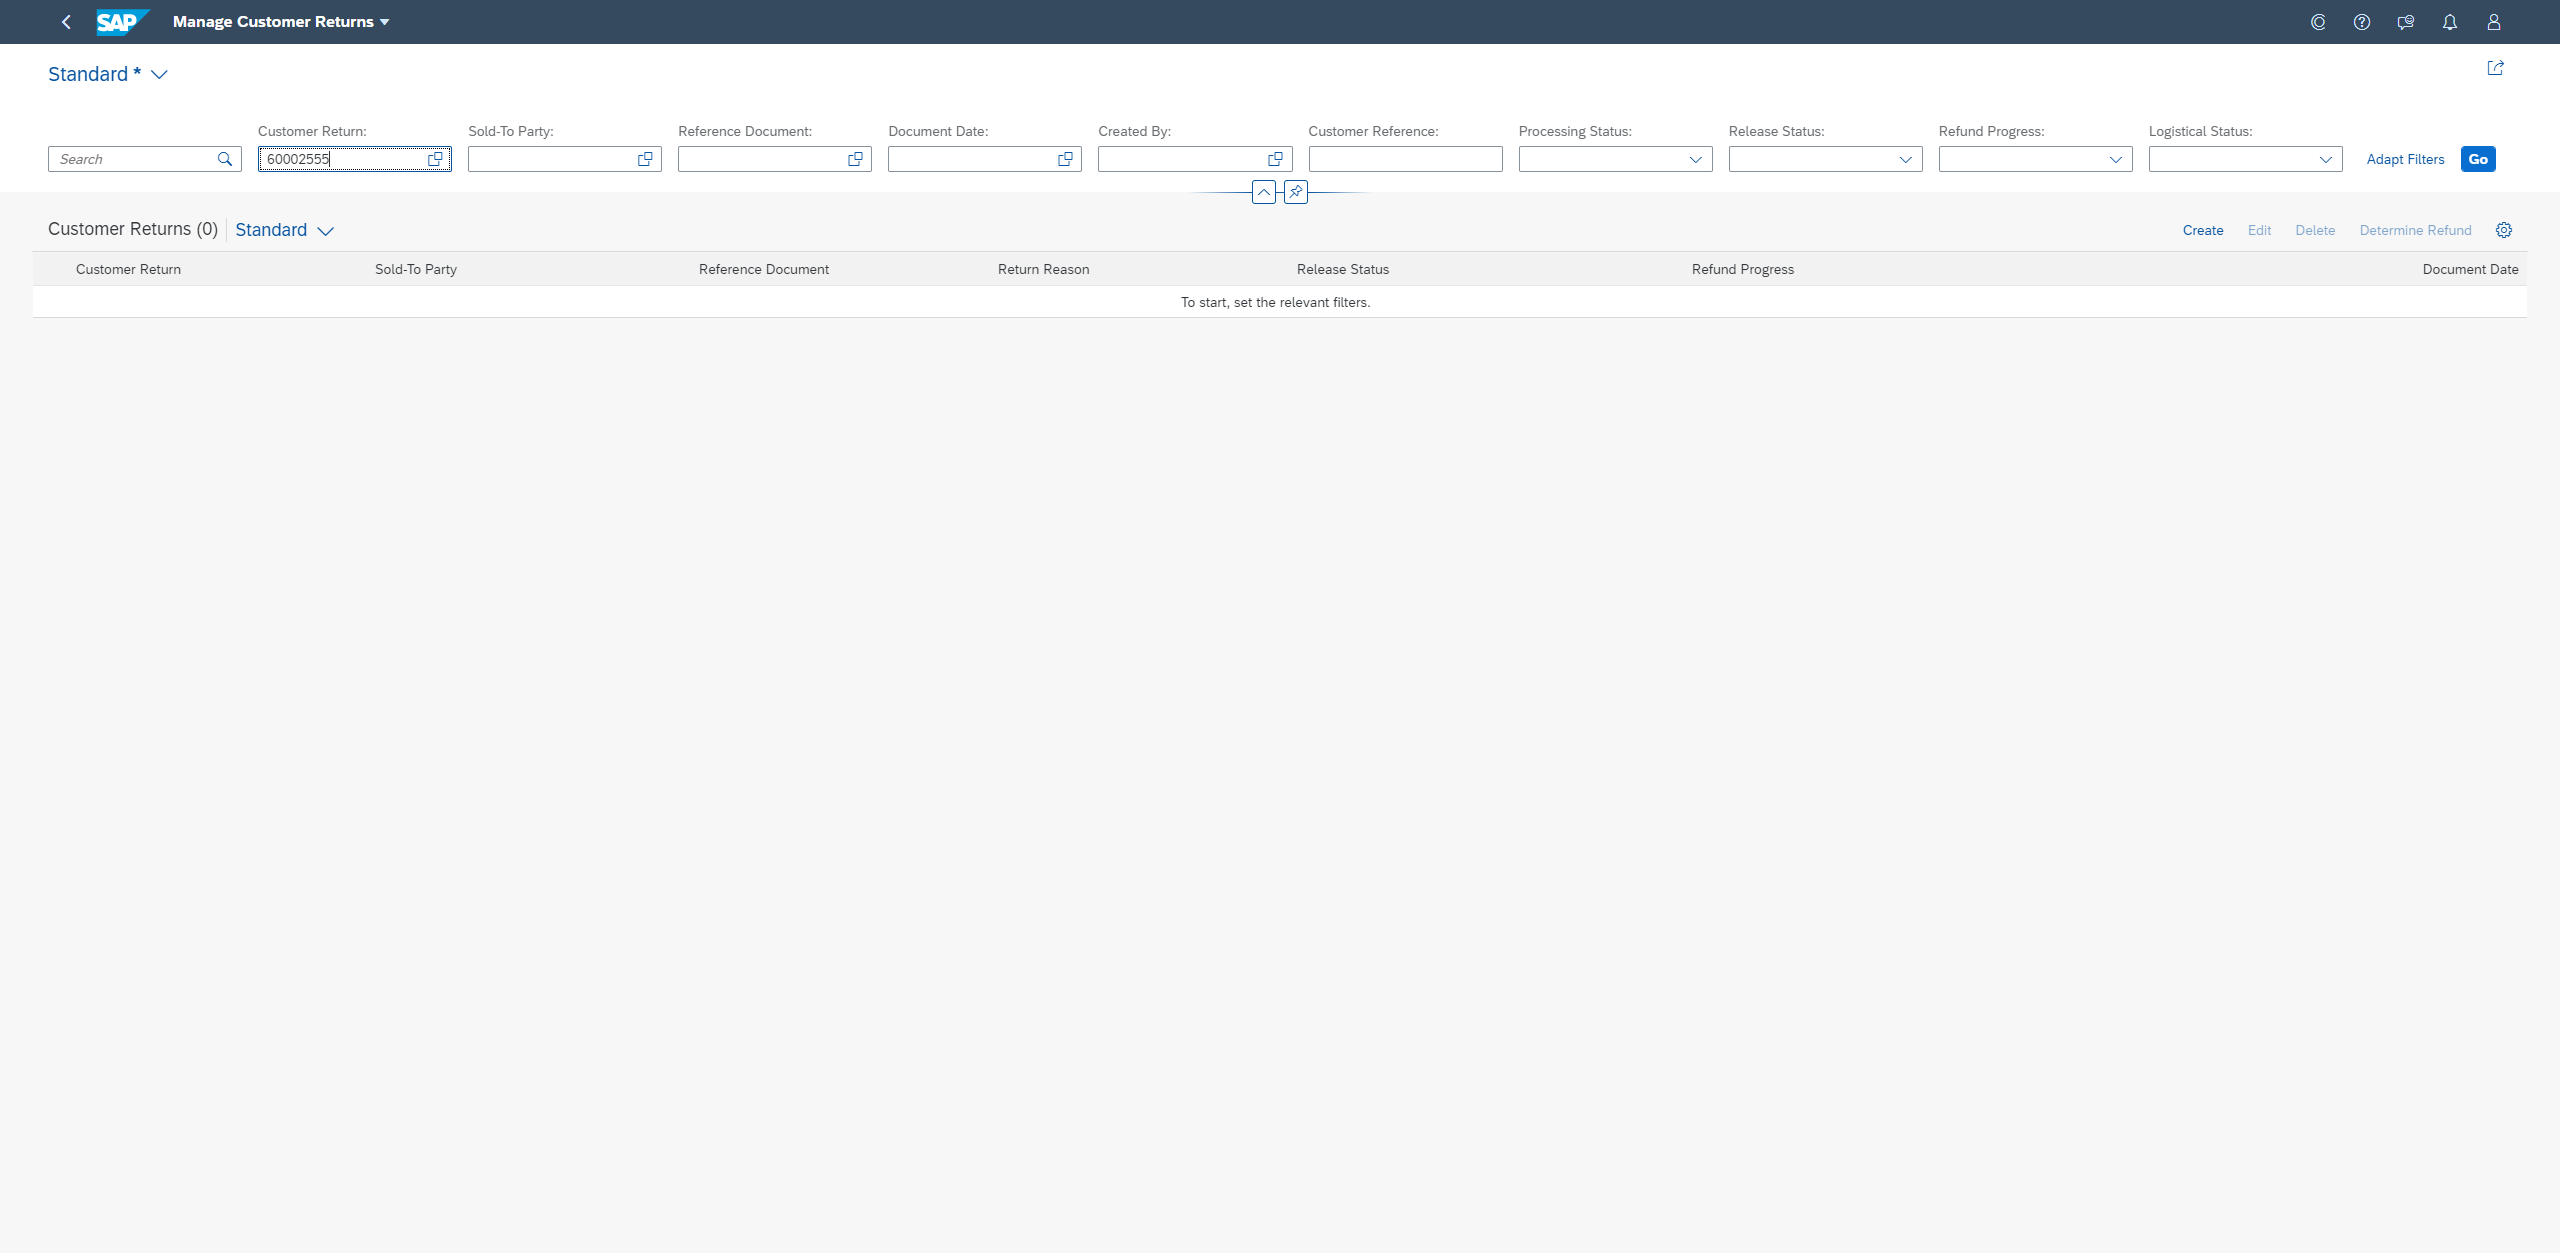 SAP Manage Customer Returns
Standard *
Customer Return: Sold-To Party: Reference Document: Document Date: Created By: Customer Reference: Processing Status: Release Status: Refund Progress: Logistical Status:
Search 60002555 Adapt Filters Go
Customer Returns (0) Standard Create Edit Delete Determine Refund
Customer Return Sold-To Party Reference Document Return Reason Release Status Refund Progress Document Date
To start, set the relevant filters.